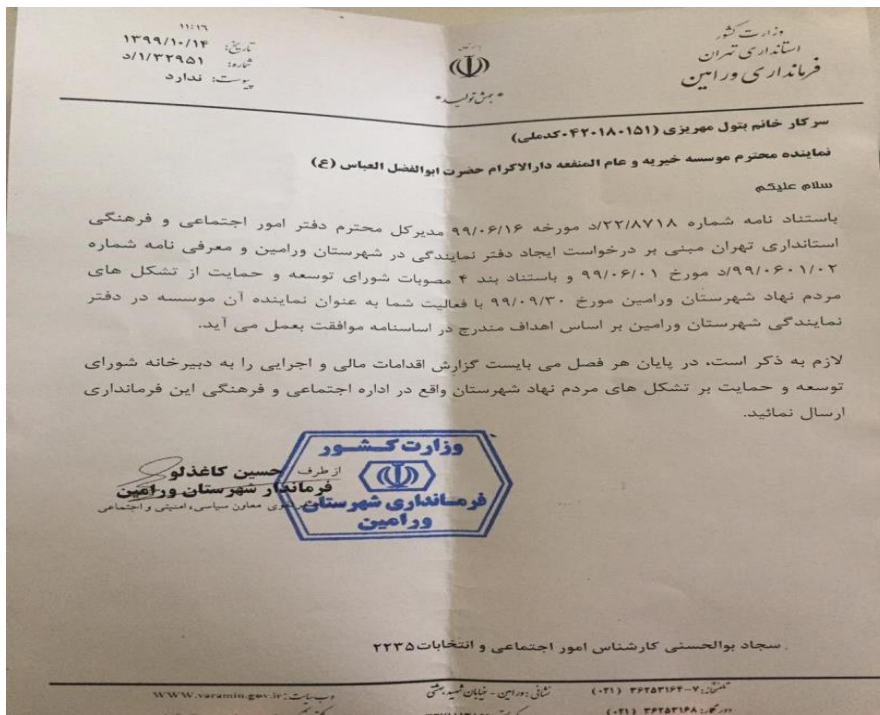 وزارت کشور
استانداری تهران
فرمانداری ورامین
* جهش تولید *
۱۱:۱۶
تاریخ: ۱۳۹۹/۱۰/۱۴
شماره: ۱/۳۲۹۵۱/د
پیوست: ندارد
سرکار خانم بتول مهریزی (۰۴۲۰۱۸۰۱۵۱کدملی)
نماینده محترم موسسه خیریه و عام المنفعه دارالاکرام حضرت ابوالفضل العباس (ع)
سلام علیکم
باستناد نامه شماره ۲۲/۸۷۱۸/د مورخه ۹۹/۰۶/۱۶ مدیرکل محترم دفتر امور اجتماعی و فرهنگی
استانداری تهران مبنی بر درخواست ایجاد دفتر نمایندگی در شهرستان ورامین و معرفی نامه شماره
۹۹/۰۶۰۱/۰۲/د مورخ ۹۹/۰۶/۰۱ و باستناد بند ۴ مصوبات شورای توسعه و حمایت از تشکل های
مردم نهاد شهرستان ورامین مورخ ۹۹/۰۹/۳۰ با فعالیت شما به عنوان نماینده آن موسسه در دفتر
نمایندگی شهرستان ورامین بر اساس اهداف مندرج در اساسنامه موافقت بعمل می آید.
لازم به ذکر است، در پایان هر فصل می بایست گزارش اقدامات مالی و اجرایی را به دبیرخانه شورای
توسعه و حمایت بر تشکل های مردم نهاد شهرستان واقع در اداره اجتماعی و فرهنگی این فرمانداری
ارسال نمائید.
از طرف حسین کاغذلو
فرماندار شهرستان ورامین
معاون سیاسی، امنیتی و اجتماعی
وزارت کشور
فرمانداری شهرستان
ورامین
سجاد بوالحسنی کارشناس امور اجتماعی و انتخابات ۲۲۳۵
تلفنخانه: ۷-۳۶۲۵۳۱۶۴ (۰۲۱) نشانی: ورامین - خیابان شهید بهشتی وب سایت: WWW.varamin.gov.ir
دورنگار: ۳۶۲۵۳۱۶۸ (۰۲۱)